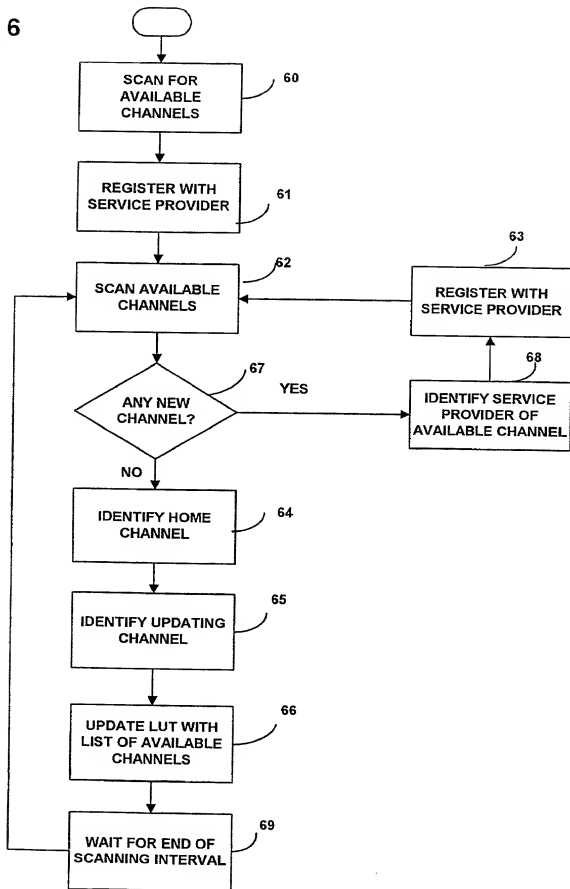 6
SCAN FOR
AVAILABLE
CHANNELS
60
REGISTER WITH
SERVICE PROVIDER
61
62
SCAN AVAILABLE
CHANNELS
63
REGISTER WITH
SERVICE PROVIDER
67
ANY NEW
CHANNEL?
YES
68
IDENTIFY SERVICE
PROVIDER OF
AVAILABLE CHANNEL
NO
IDENTIFY HOME
CHANNEL
64
IDENTIFY UPDATING
CHANNEL
65
UPDATE LUT WITH
LIST OF AVAILABLE
CHANNELS
66
WAIT FOR END OF
SCANNING INTERVAL
69